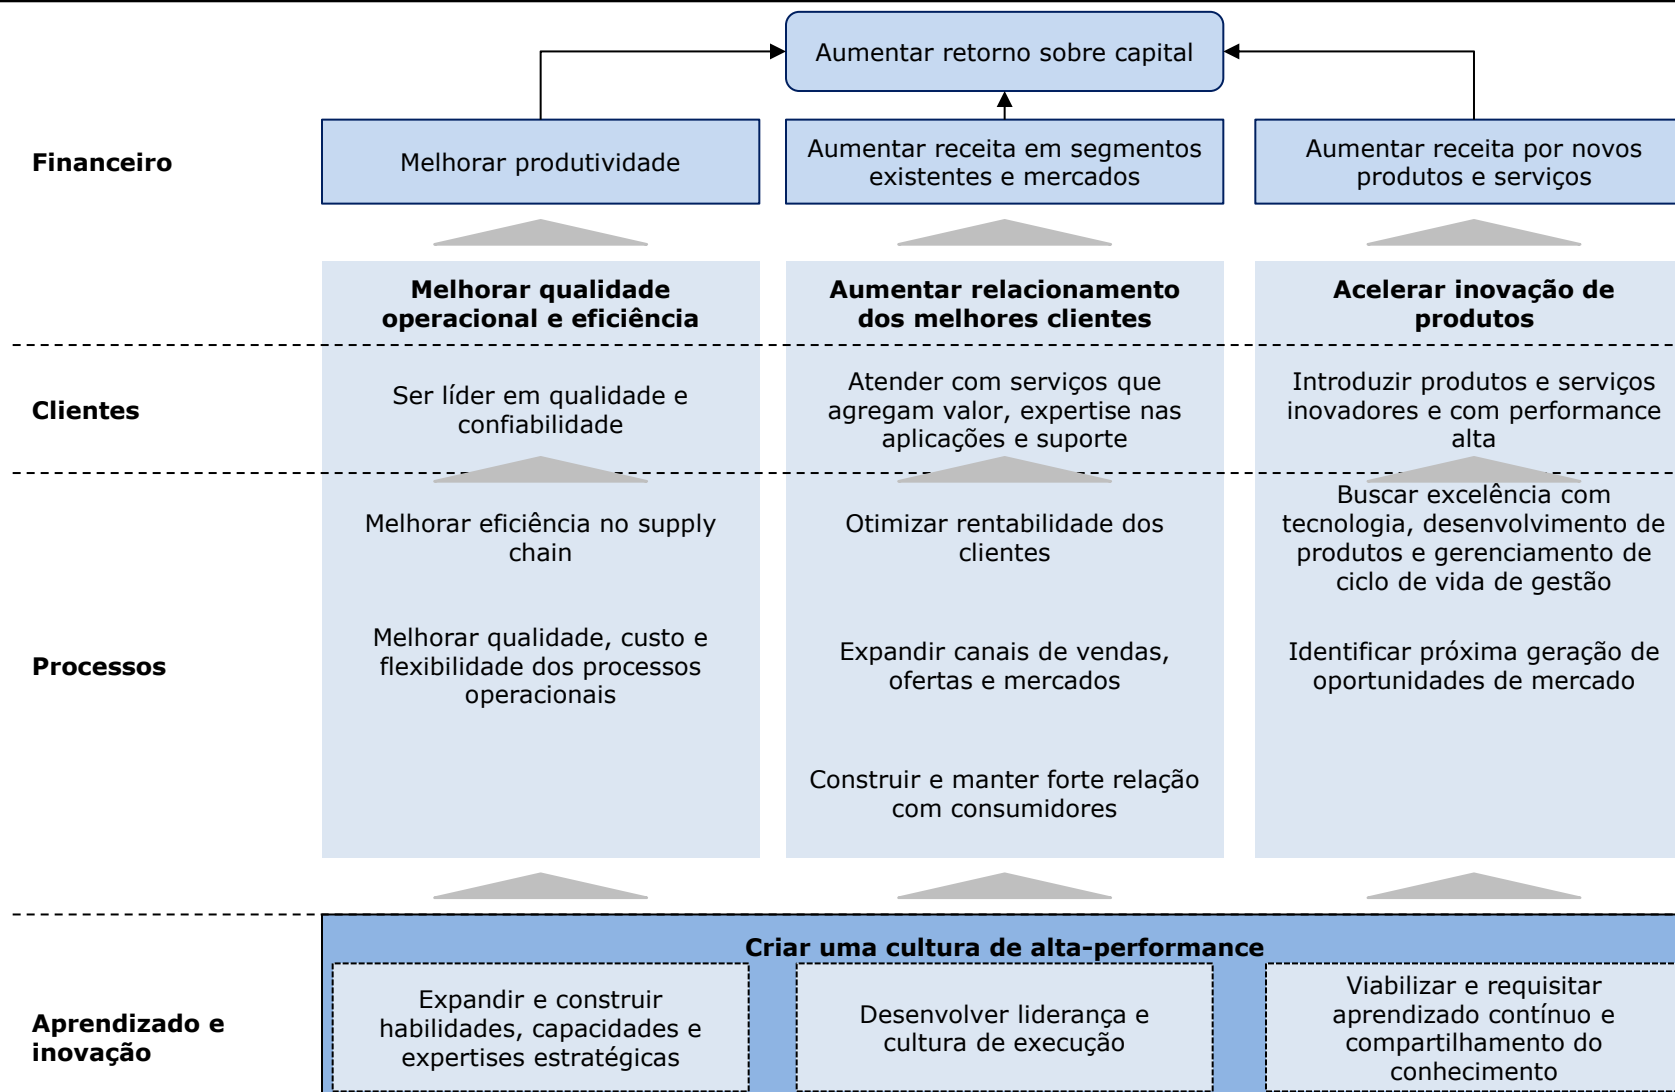 Aumentar retorno sobre capital
Financeiro
Melhorar produtividade
Aumentar receita em segmentos
existentes e mercados
Aumentar receita por novos
produtos e serviços
Melhorar qualidade
operacional e eficiência
Aumentar relacionamento
dos melhores clientes
Acelerar inovação de
produtos
Clientes
Ser líder em qualidade e
confiabilidade
Atender com serviços que
agregam valor, expertise nas
aplicações e suporte
Introduzir produtos e serviços
inovadores e com performance
alta
Processos
Melhorar eficiência no supply
chain
Otimizar rentabilidade dos
clientes
Buscar excelência com
tecnologia, desenvolvimento de
produtos e gerenciamento de
ciclo de vida de gestão
Melhorar qualidade, custo e
flexibilidade dos processos
operacionais
Expandir canais de vendas,
ofertas e mercados
Identificar próxima geração de
oportunidades de mercado
Construir e manter forte relação
com consumidores
Criar uma cultura de alta-performance
Aprendizado e
inovação
Expandir e construir
habilidades, capacidades e
expertises estratégicas
Desenvolver liderança e
cultura de execução
Viabilizar e requisitar
aprendizado contínuo e
compartilhamento do
conhecimento